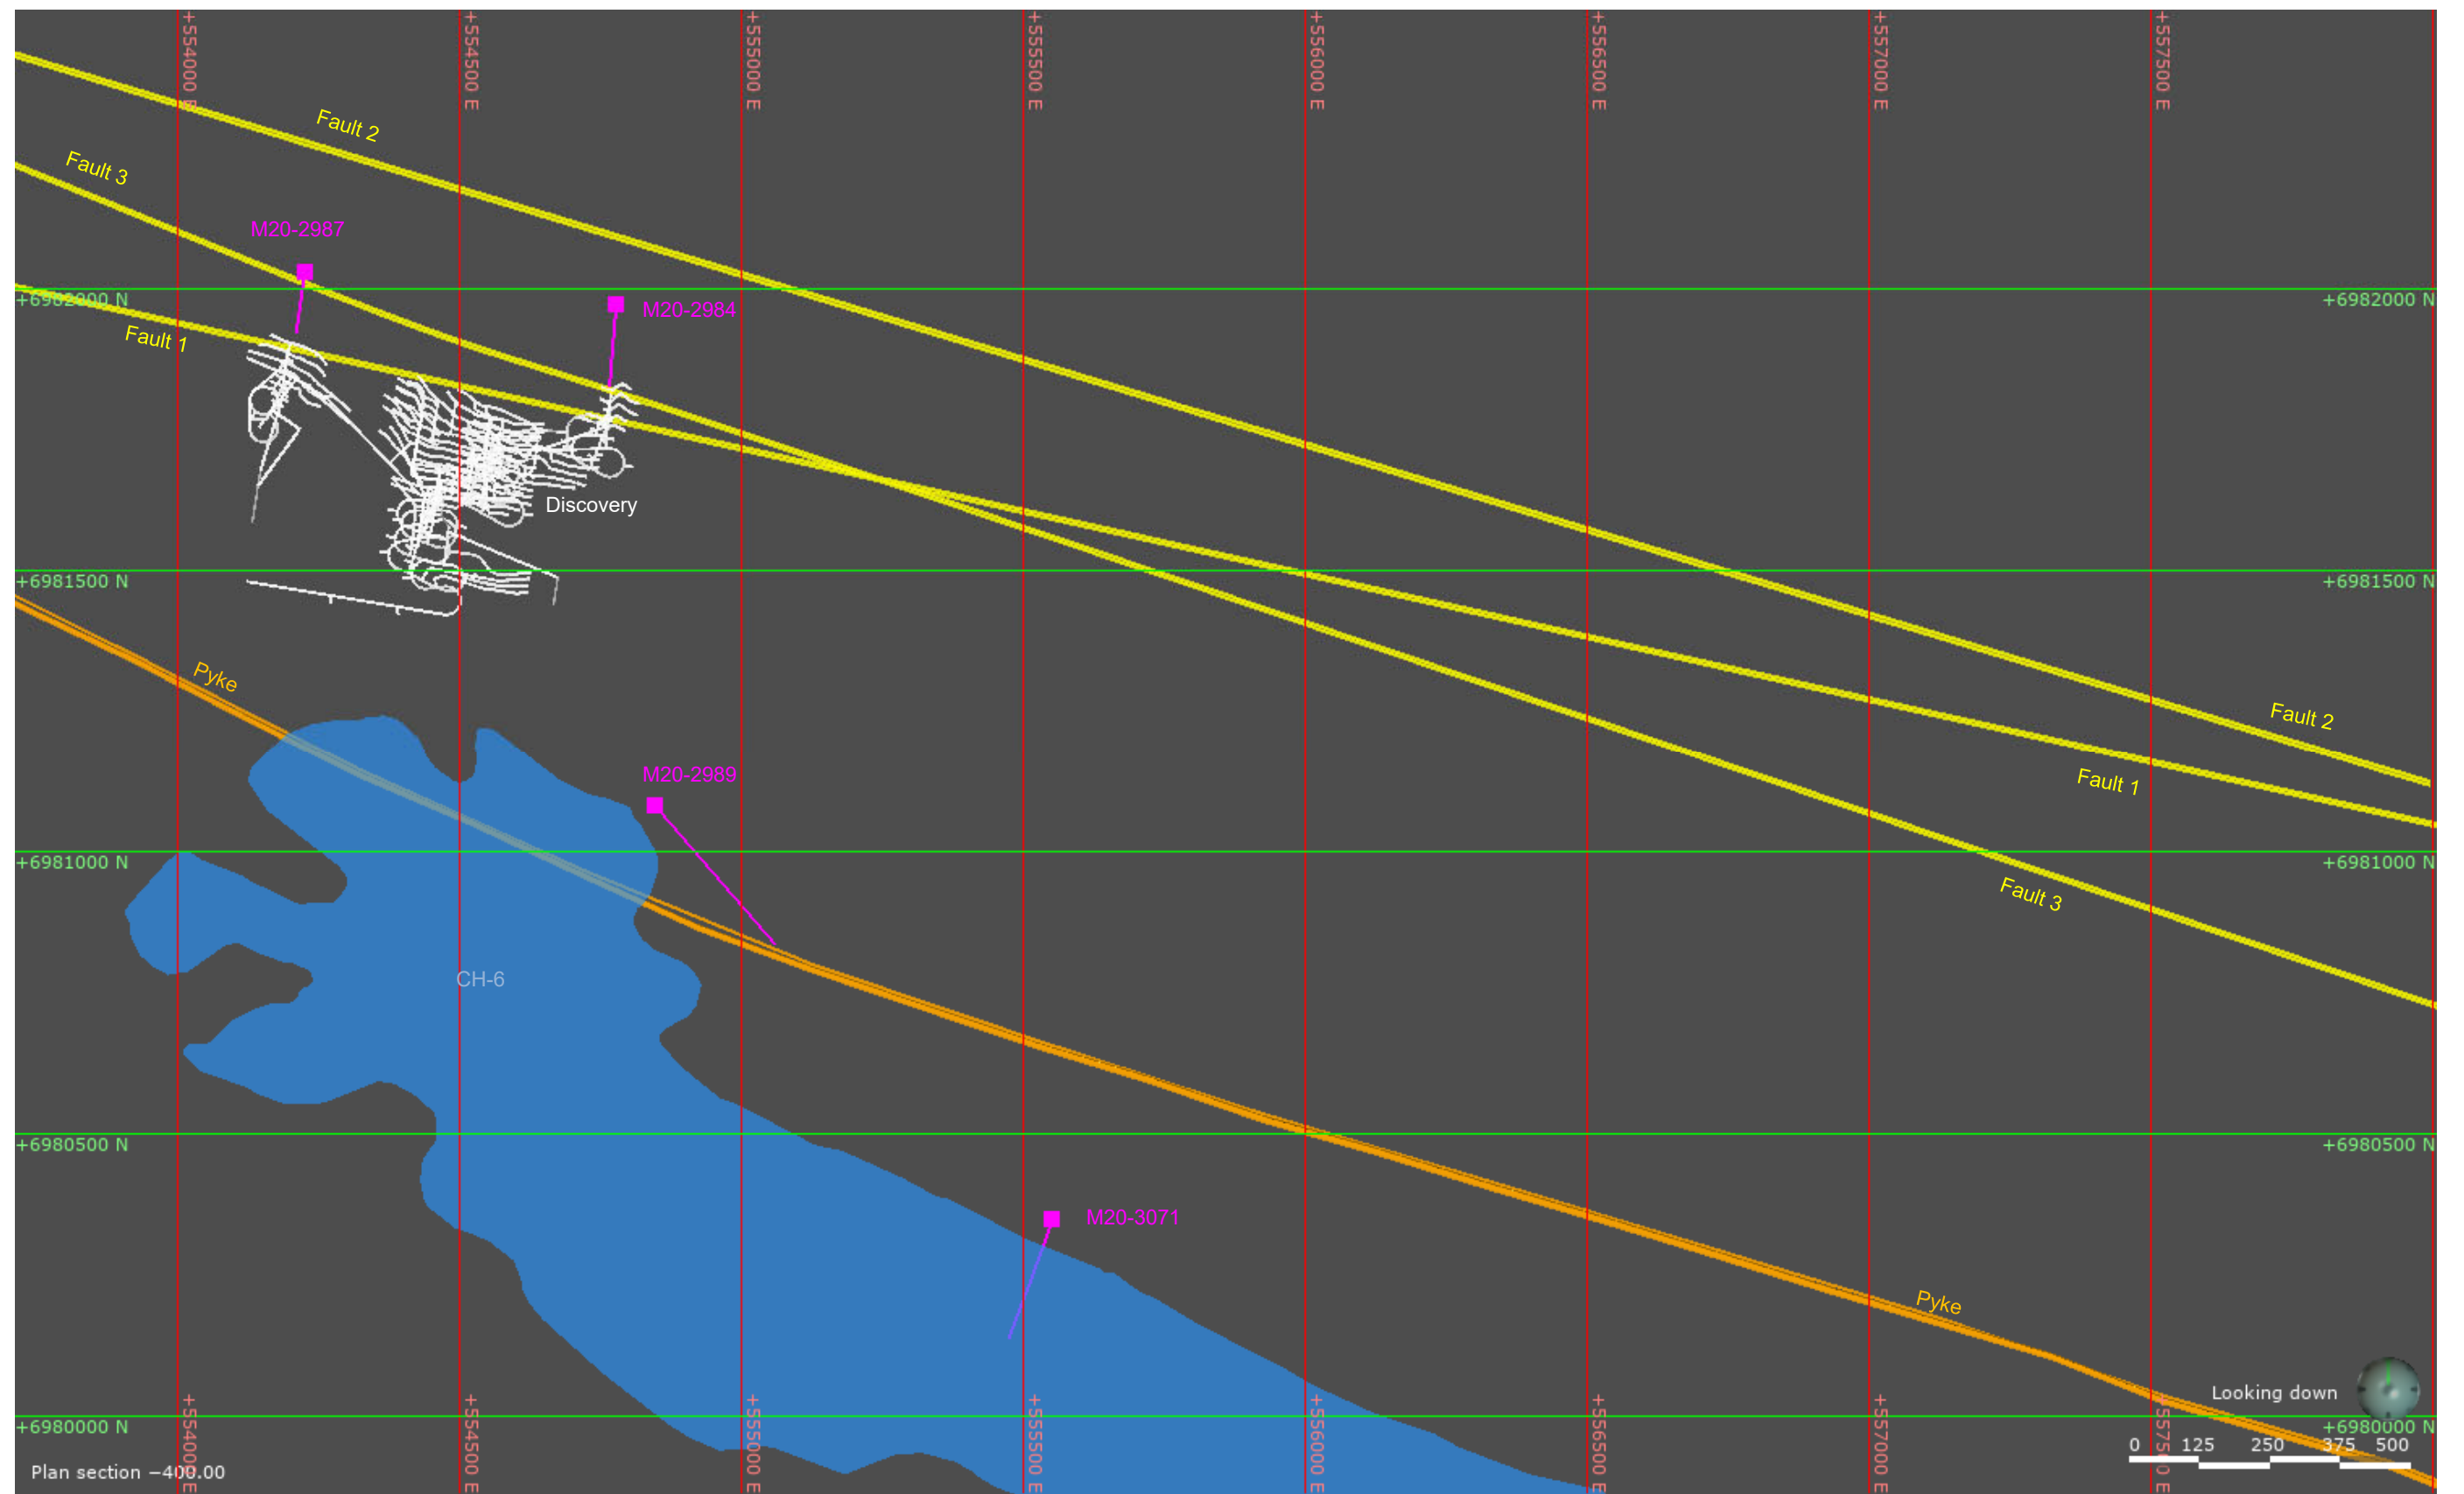 +554000 E
+554500 E
+555000 E
+555500 E
+556000 E
+556500 E
+557000 E
+557500 E
Fault 2
Fault 3
M20-2987
+6982000 N
+6982000 N
M20-2984
Fault 1
Discovery
+6981500 N
+6981500 N
Pyke
Fault 2
M20-2989
Fault 1
+6981000 N
+6981000 N
Fault 3
CH-6
+6980500 N
+6980500 N
M20-3071
Pyke
Looking down
+6980000 N
+6980000 N
+554000 E
+554500 E
+555000 E
+555500 E
+556000 E
+556500 E
+557000 E
+557500 E
0 125 250 375 500
Plan section −400.00